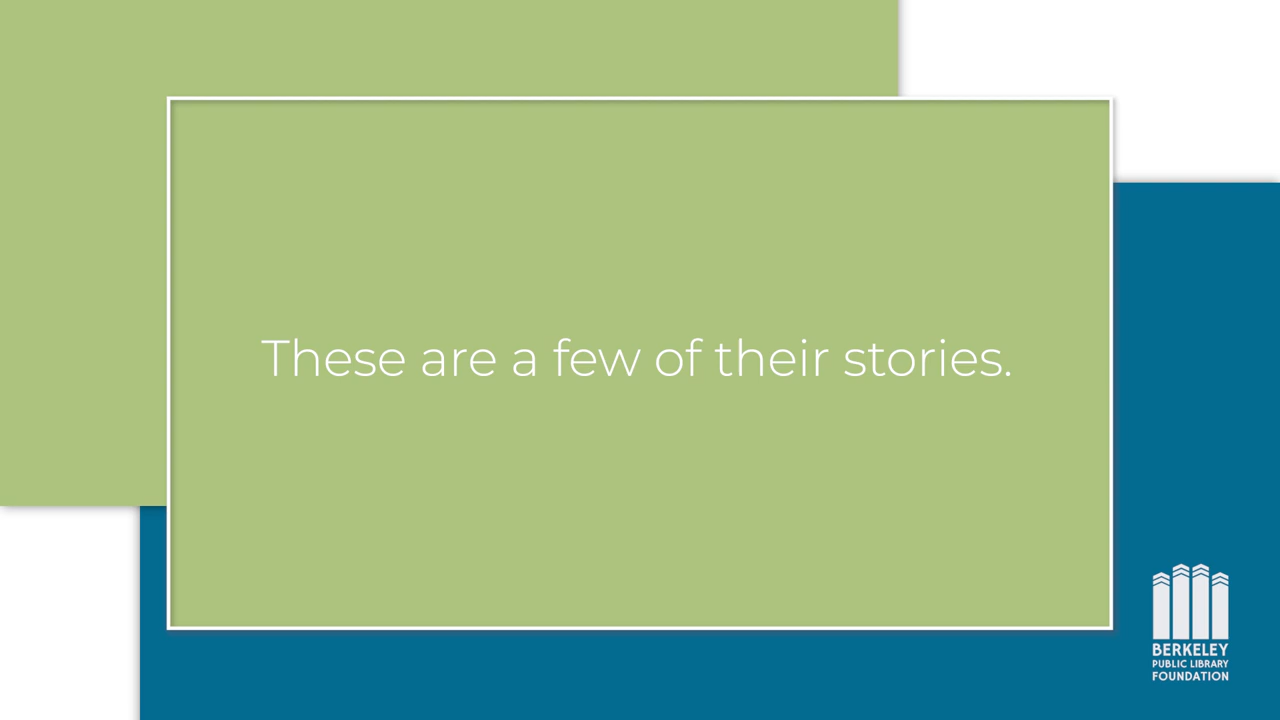 These are a few of their stories.
BERKELEY
PUBLIC LIBRARY
FOUNDATION